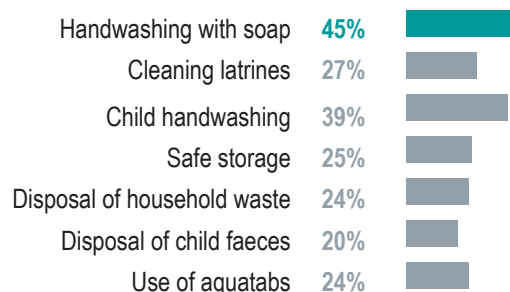 Handwashing with soap 45%
Cleaning latrines 27%
Child handwashing 39%
Safe storage 25%
Disposal of household waste 24%
Disposal of child faeces 20%
Use of aquatabs 24%